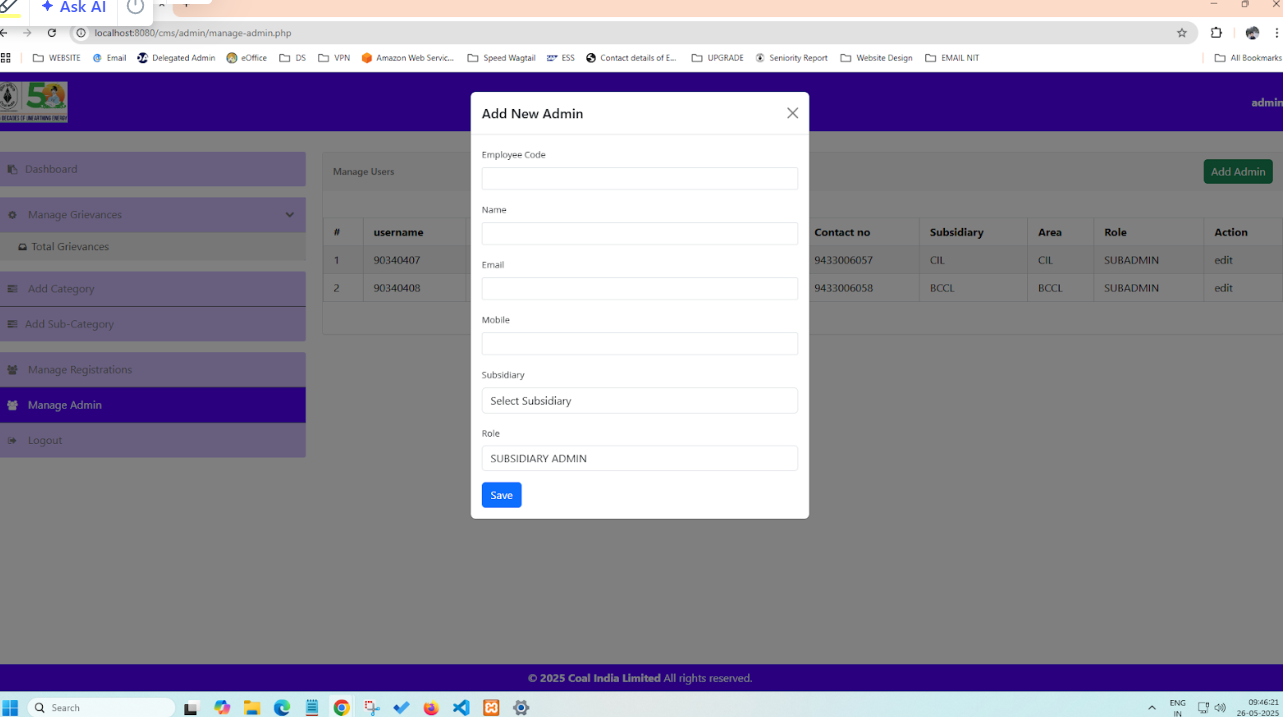 Ask AI
localhost:8080/cms/admin/manage-admin.php
WEBSITE Email Delegated Admin eOffice DS VPN Amazon Web Servic... Speed Wagtail ESS Contact details of E... UPGRADE Seniority Report Website Design EMAIL NIT All Bookmarks
50
admin
Add New Admin
Employee Code
Name
Email
Mobile
Subsidiary
Select Subsidiary
Role
SUBSIDIARY ADMIN
Save
Dashboard
Manage Grievances
Total Grievances
Add Category
Add Sub-Category
Manage Registrations
Manage Admin
Logout
Manage Users Add Admin
# username Contact no Subsidiary Area Role Action
1 90340407 9433006057 CIL CIL SUBADMIN edit
2 90340408 9433006058 BCCL BCCL SUBADMIN edit
© 2025 Coal India Limited All rights reserved.
Search
ENG
IN
09:46:21
26-05-2025